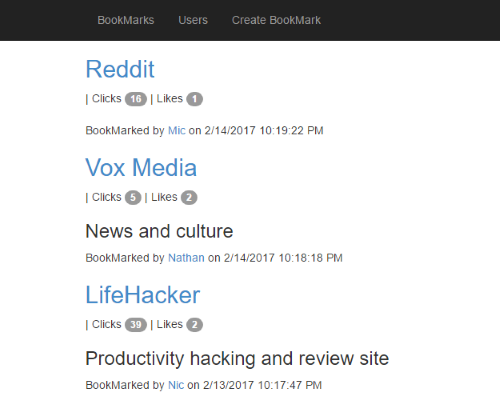 BookMarks Users Create BookMark
Reddit
| Clicks 16 | Likes 1
BookMarked by Mic on 2/14/2017 10:19:22 PM
Vox Media
| Clicks 5 | Likes 2
News and culture
BookMarked by Nathan on 2/14/2017 10:18:18 PM
LifeHacker
| Clicks 39 | Likes 2
Productivity hacking and review site
BookMarked by Nic on 2/13/2017 10:17:47 PM